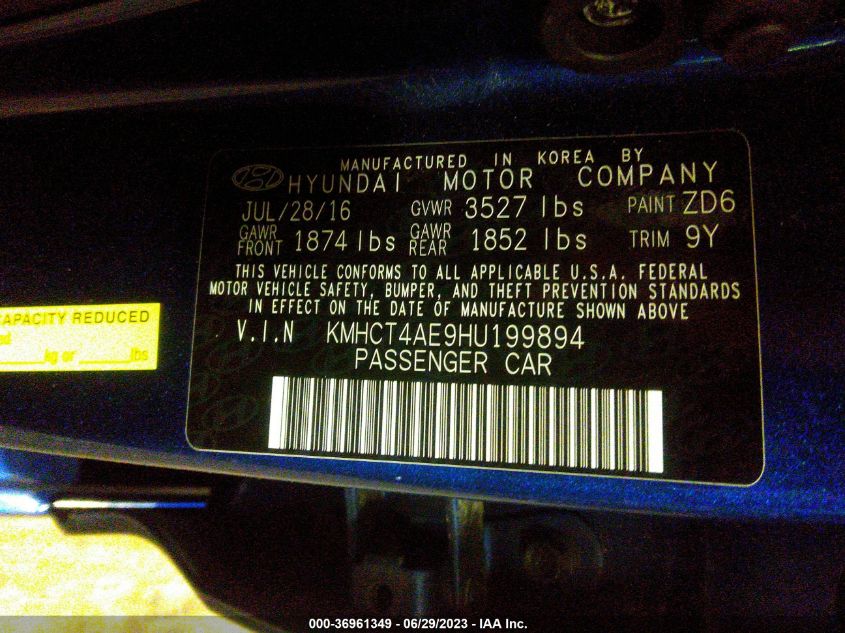 MANUFACTURED IN KOREA BY
HYUNDAI MOTOR COMPANY
JUL/28/16 GVWR 3527 lbs PAINT ZD6
GAWR FRONT 1874 lbs GAWR REAR 1852 lbs TRIM 9Y
THIS VEHICLE CONFORMS TO ALL APPLICABLE U.S.A. FEDERAL
MOTOR VEHICLE SAFETY, BUMPER, AND THEFT PREVENTION STANDARDS
IN EFFECT ON THE DATE OF MANUFACTURE SHOWN ABOVE
V.I.N KMHCT4AE9HU199894
PASSENGER CAR
CAPACITY REDUCED
kg or lbs
000-36961349 - 06/29/2023 - IAA Inc.